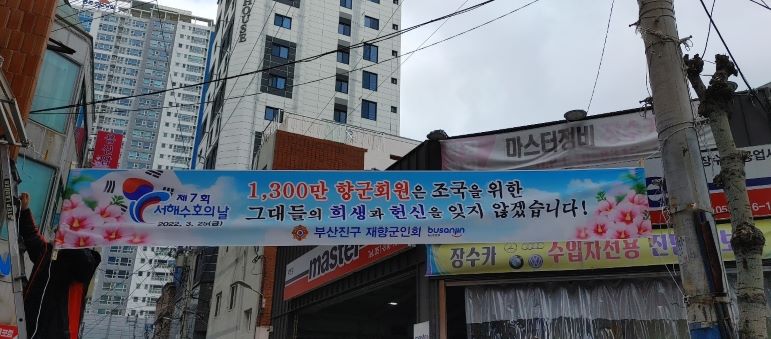 HOUSE
마스터정비
제7회
서해수호의날
2022. 3. 25(금)
1,300만 향군회원은 조국을 위한
그대들의 희생과 헌신을 잊지 않겠습니다!
부산진구 재향군인회 busanjin
master
장수카
수입자선용